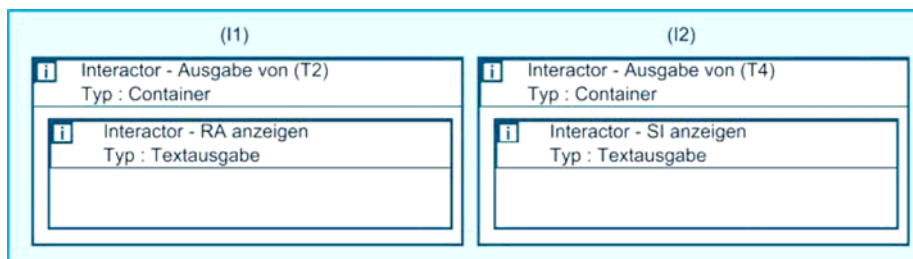 (I1)
i Interactor - Ausgabe von (T2)
Typ : Container
i Interactor - RA anzeigen
Typ : Textausgabe
(I2)
i Interactor - Ausgabe von (T4)
Typ : Container
i Interactor - SI anzeigen
Typ : Textausgabe